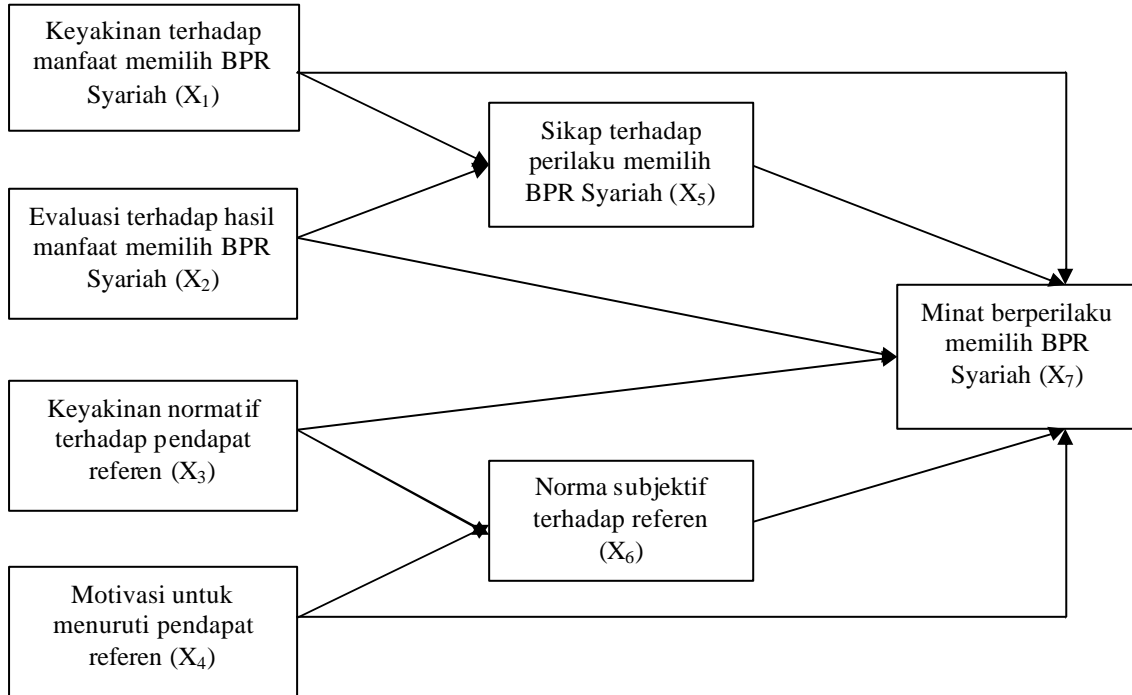 Keyakinan terhadap
manfaat memilih BPR
Syariah (X₁)
Evaluasi terhadap hasil
manfaat memilih BPR
Syariah (X₂)
Keyakinan normatif
terhadap pendapat
referen (X₃)
Motivasi untuk
menuruti pendapat
referen (X₄)
Sikap terhadap
perilaku memilih
BPR Syariah (X₅)
Norma subjektif
terhadap referen
(X₆)
Minat berperilaku
memilih BPR
Syariah (X₇)